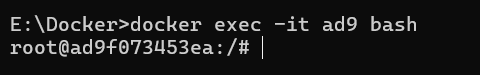 E:\Docker>docker exec -it ad9 bash
root@ad9f073453ea:/#